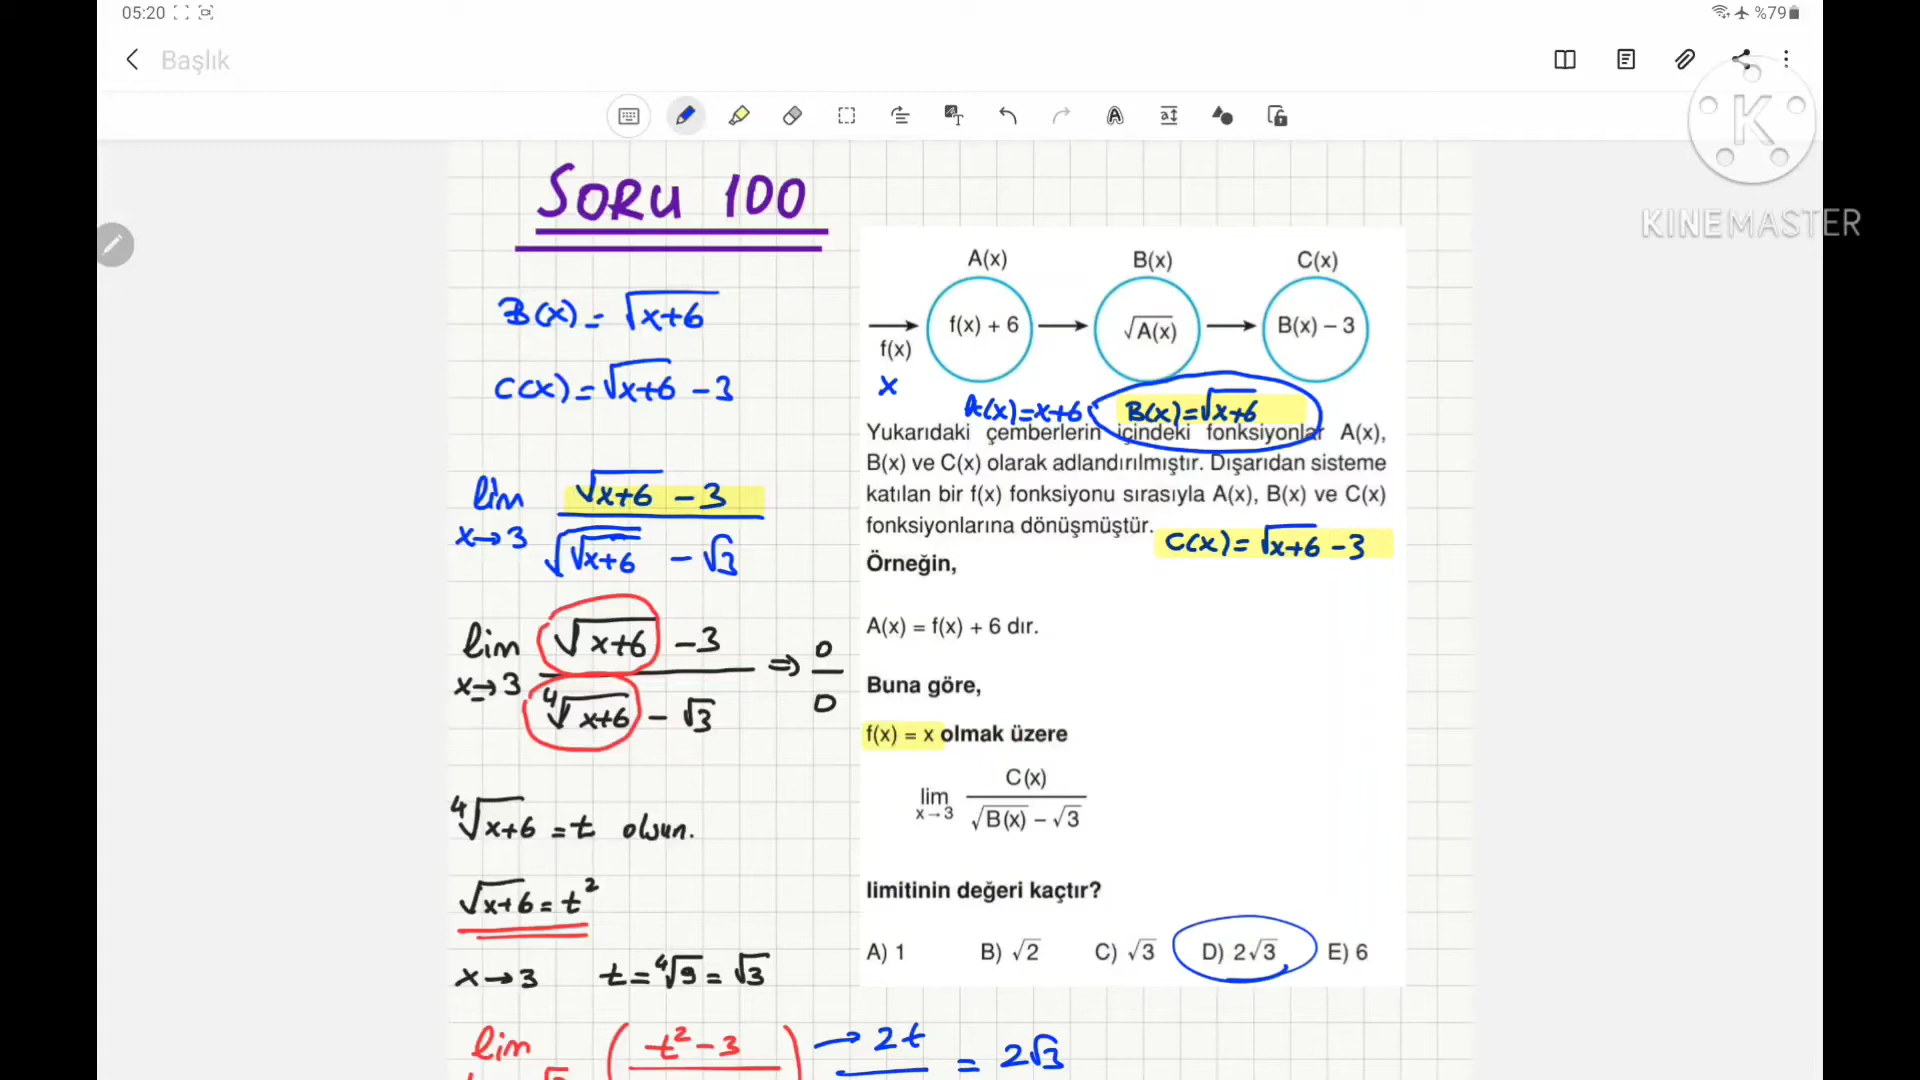 05:20
%79
Başlık
K
KINEMASTER
SORU 100
B(x) = √x+6
C(x) = √x+6 - 3
lim x→3 √x+6 - 3 / √√x+6 - √3
lim x→3 √x+6 - 3 / ⁴√x+6 - √3 ⇒ 0/0
⁴√x+6 = t olsun.
√x+6 = t²
x→3 t = ⁴√9 = √3
lim ( t² - 3 ) → 2t = 2√3
A(x) B(x) C(x)
f(x) + 6 √A(x) B(x) – 3
f(x)
x
A(x)=x+6 B(x)=√x+6
Yukarıdaki çemberlerin içindeki fonksiyonlar A(x),
B(x) ve C(x) olarak adlandırılmıştır. Dışarıdan sisteme
katılan bir f(x) fonksiyonu sırasıyla A(x), B(x) ve C(x)
fonksiyonlarına dönüşmüştür.
C(x) = √x+6 - 3
Örneğin,
A(x) = f(x) + 6 dır.
Buna göre,
f(x) = x olmak üzere
lim x→3 C(x) / √B(x) – √3
limitinin değeri kaçtır?
A) 1 B) √2 C) √3 D) 2√3 E) 6